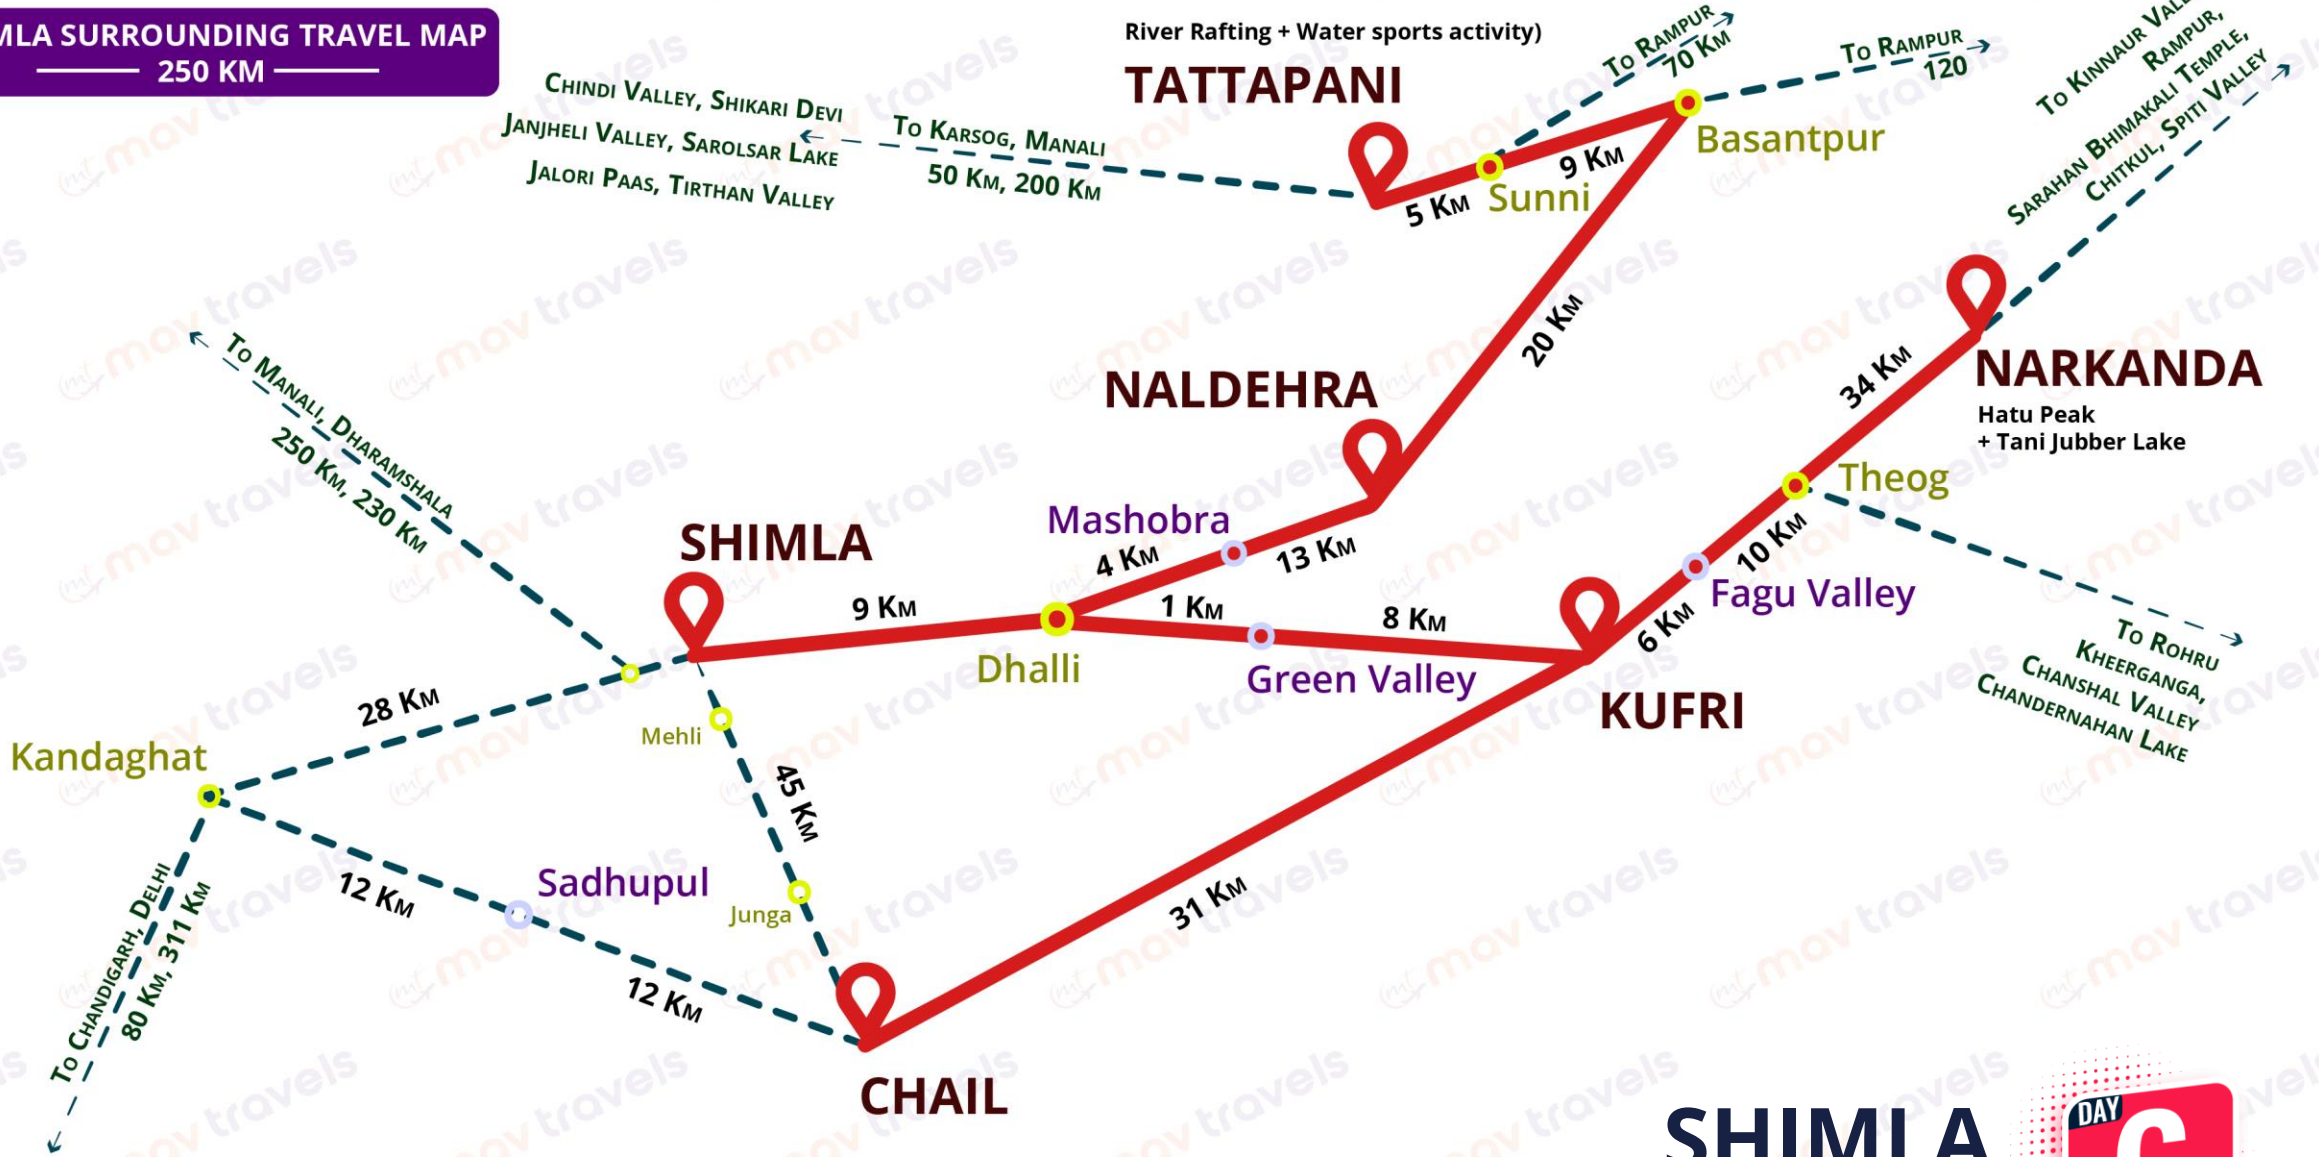 MLA SURROUNDING TRAVEL MAP
250 KM
River Rafting + Water sports activity)
TATTAPANI
To Rampur
70 Km
To Rampur
120
To Kinnaur
Rampur,
Sarahan Bhimakali Temple,
Chitkul, Spiti Valley
Chindi Valley, Shikari Devi
Janjheli Valley, Sarolsar Lake
Jalori Paas, Tirthan Valley
To Karsog, Manali
50 Km, 200 Km
Basantpur
9 Km
Sunni
5 Km
20 Km
NALDEHRA
NARKANDA
Hatu Peak
+ Tani Jubber Lake
34 Km
To Manali, Dharamshala
250 Km, 230 Km
Theog
10 Km
Mashobra
4 Km
13 Km
SHIMLA
9 Km
1 Km
8 Km
Fagu Valley
6 Km
Dhalli
Green Valley
KUFRI
To Rohru
Kheerganga,
Chanshal Valley
Chandernahan Lake
28 Km
Mehli
Kandaghat
45 Km
Sadhupul
12 Km
Junga
31 Km
12 Km
To Chandigarh, Delhi
80 Km, 311 Km
CHAIL
SHIMLA
DAY
mav travels